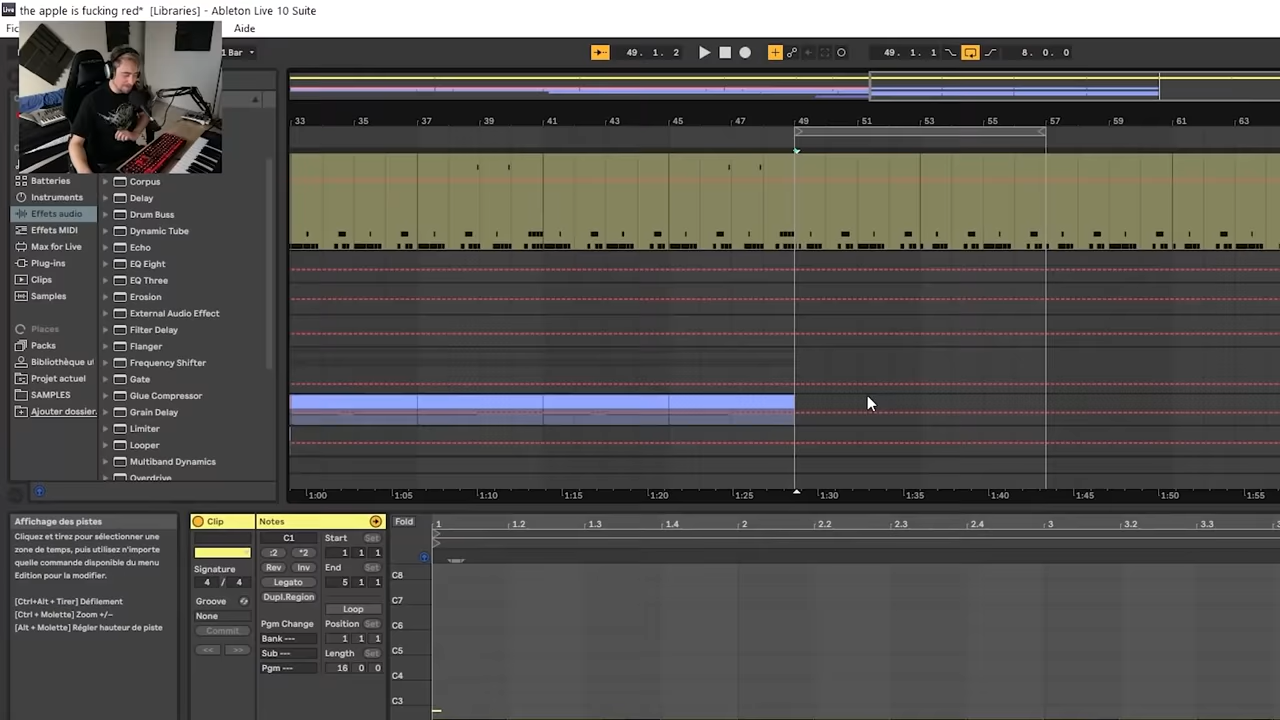 the apple is fucking red* [Libraries] - Ableton Live 10 Suite
Aide
1 Bar
49. 1. 2
49. 1. 1
8. 0. 0
33 35 37 39 41 43 45 47 49 51 53 55 57 59 61 63
Batteries
Instruments
Effets audio
Effets MIDI
Max for Live
Plug-ins
Clips
Samples
Places
Packs
Bibliothèque ut
Projet actuel
SAMPLES
Ajouter dossier.
Corpus
Delay
Drum Buss
Dynamic Tube
Echo
EQ Eight
EQ Three
Erosion
External Audio Effect
Filter Delay
Flanger
Frequency Shifter
Gate
Glue Compressor
Grain Delay
Limiter
Looper
Multiband Dynamics
Overdrive
1:00 1:05 1:10 1:15 1:20 1:25 1:30 1:35 1:40 1:45 1:50 1:55
Affichage des pistes
Cliquez et tirez pour sélectionner une
zone de temps, puis utilisez n'importe
quelle commande disponible du menu
Edition pour la modifier.
[Ctrl+Alt + Tirer] Défilement
[Ctrl + Molette] Zoom +/-
[Alt + Molette] Régler hauteur de piste
Clip
Signature
4 / 4
Groove
None
Commit
<< >>
Notes
C1
:2 *2
Rev Inv
Legato
Dupl.Region
Pgm Change
Bank ---
Sub ---
Pgm ---
Start Set
1 1 1
End Set
5 1 1
Loop
Position Set
1 1 1
Length Set
16 0 0
Fold
1 1.2 1.3 1.4 2 2.2 2.3 2.4 3 3.2 3.3
C8
C7
C6
C5
C4
C3